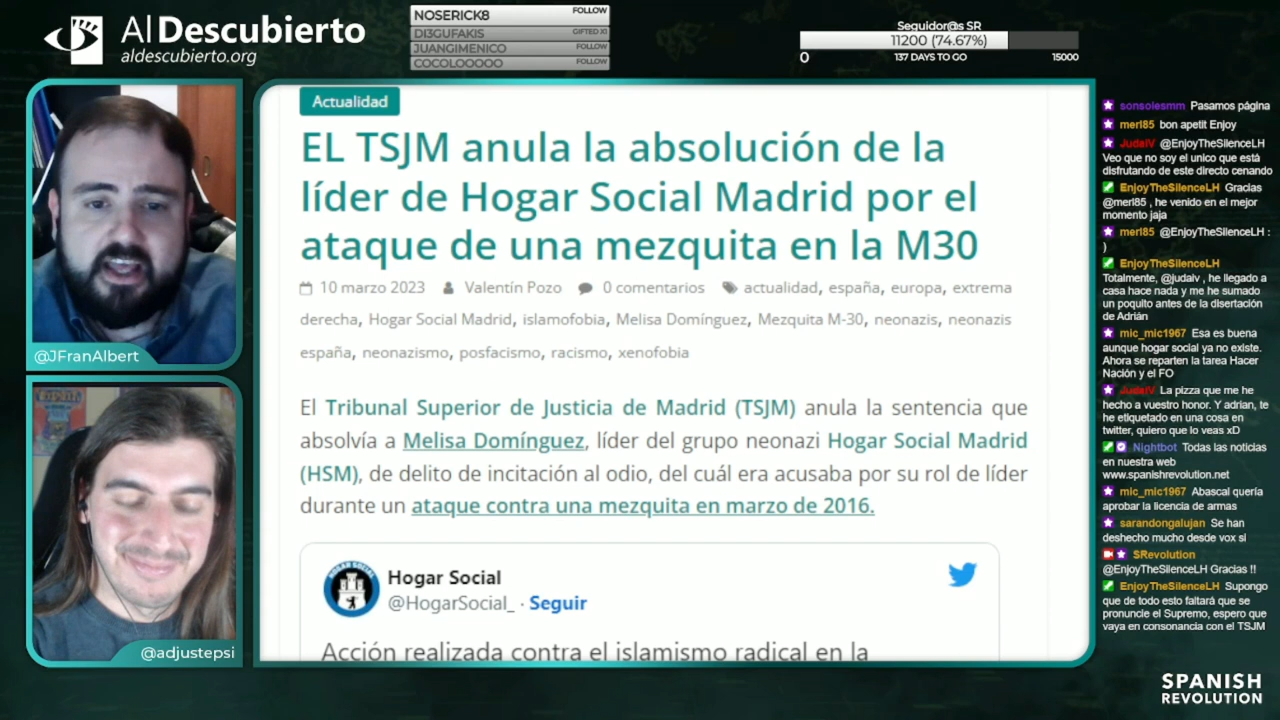 Al Descubierto
aldescubierto.org
NOSERICK8 FOLLOW
DI3GUFAKIS GIFTED X1
JUANGIMENICO FOLLOW
COCOLOOOOO FOLLOW
Seguidor@s SR
11200 (74.67%)
0 137 DAYS TO GO 15000
@JFranAlbert
@adjustepsi
Actualidad
EL TSJM anula la absolución de la
líder de Hogar Social Madrid por el
ataque de una mezquita en la M30
10 marzo 2023 Valentín Pozo 0 comentarios actualidad, españa, europa, extrema
derecha, Hogar Social Madrid, islamofobia, Melisa Domínguez, Mezquita M-30, neonazis, neonazis
españa, neonazismo, posfacismo, racismo, xenofobia
El Tribunal Superior de Justicia de Madrid (TSJM) anula la sentencia que
absolvía a Melisa Domínguez, líder del grupo neonazi Hogar Social Madrid
(HSM), de delito de incitación al odio, del cuál era acusaba por su rol de líder
durante un ataque contra una mezquita en marzo de 2016.
HOGAR SOCIAL
Hogar Social
@HogarSocial_ · Seguir
Acción realizada contra el islamismo radical en la
sonsolesmm Pasamos página
merl85 bon apetit Enjoy
JudaiV @EnjoyTheSilenceLH
Veo que no soy el unico que está
disfrutando de este directo cenando
EnjoyTheSilenceLH Gracias
@merl85 , he venido en el mejor
momento jaja
merl85 @EnjoyTheSilenceLH :
)
EnjoyTheSilenceLH
Totalmente, @judaiv , he llegado a
casa hace nada y me he sumado
un poquito antes de la disertación
de Adrián
mic_mic1967 Esa es buena
aunque hogar social ya no existe.
Ahora se reparten la tarea Hacer
Nación y el FO
JudaiV La pizza que me he
hecho a vuestro honor. Y adrian, te
he etiquetado en una cosa en
twitter, quiero que lo veas xD
Nightbot Todas las noticias
en nuestra web
www.spanishrevolution.net
mic_mic1967 Abascal quería
aprobar la licencia de armas
sarandongalujan Se han
deshecho mucho desde vox si
SRevolution
@EnjoyTheSilenceLH Gracias !!
EnjoyTheSilenceLH Supongo
que de todo esto faltará que se
pronuncie el Supremo, espero que
vaya en consonancia con el TSJM
SPANISH
REVOLUTION